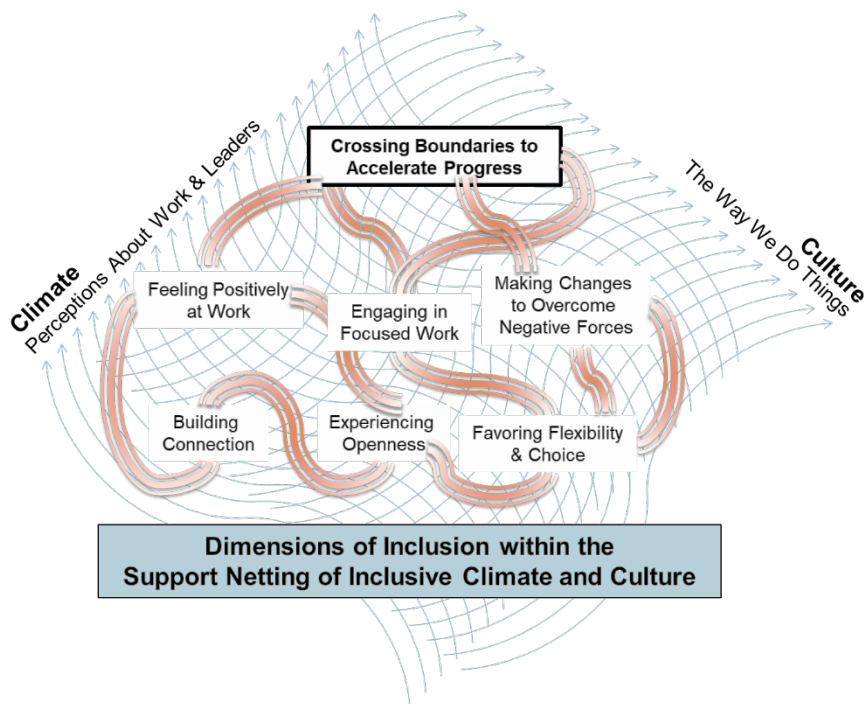 Crossing Boundaries to
Accelerate Progress
Climate
Perceptions About Work & Leaders
Culture
The Way We Do Things
Feeling Positively
at Work
Engaging in
Focused Work
Making Changes
to Overcome
Negative Forces
Building
Connection
Experiencing
Openness
Favoring Flexibility
& Choice
Dimensions of Inclusion within the
Support Netting of Inclusive Climate and Culture